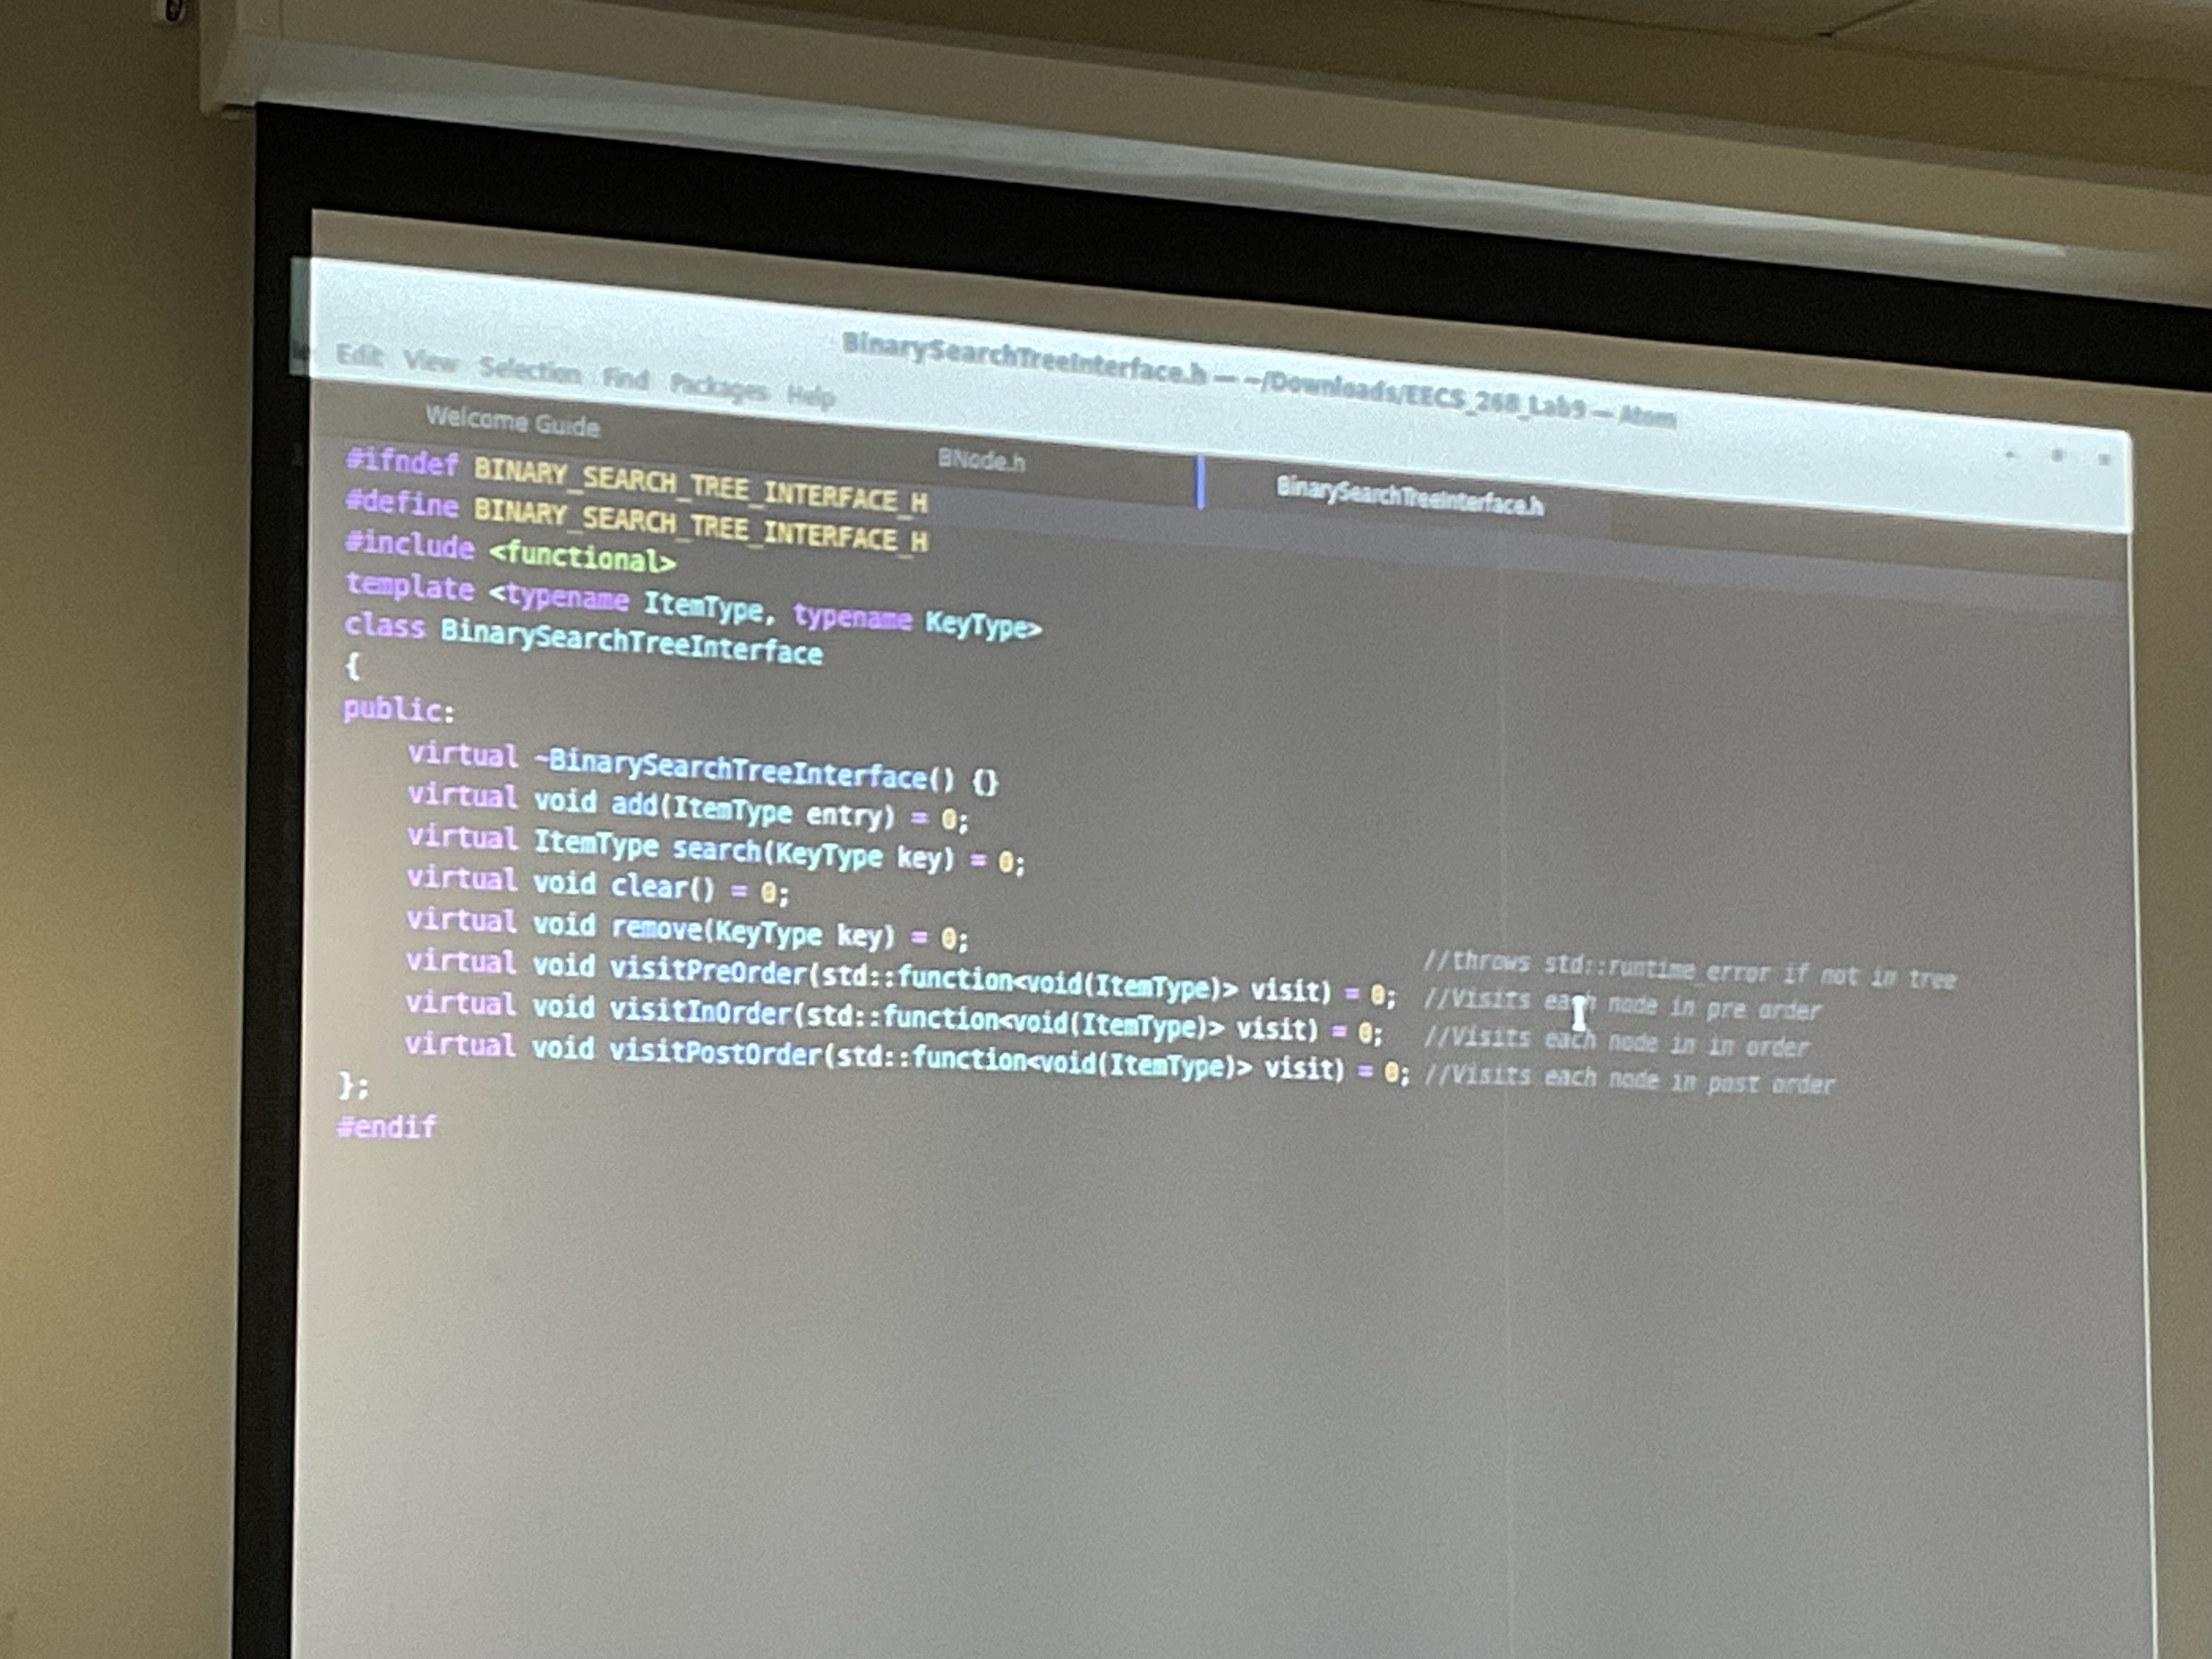 BinarySearchTreeInterface.h — ~/Downloads/EECS_268_Lab9 — Atom
Edit View Selection Find Packages Help
Welcome Guide BNode.h BinarySearchTreeInterface.h
#ifndef BINARY_SEARCH_TREE_INTERFACE_H
#define BINARY_SEARCH_TREE_INTERFACE_H
#include <functional>
template <typename ItemType, typename KeyType>
class BinarySearchTreeInterface
{
public:
virtual ~BinarySearchTreeInterface() {}
virtual void add(ItemType entry) = 0;
virtual ItemType search(KeyType key) = 0;
virtual void clear() = 0;
virtual void remove(KeyType key) = 0; //throws std::runtime_error if not in tree
virtual void visitPreOrder(std::function<void(ItemType)> visit) = 0; //Visits each node in pre order
virtual void visitInOrder(std::function<void(ItemType)> visit) = 0; //Visits each node in in order
virtual void visitPostOrder(std::function<void(ItemType)> visit) = 0; //Visits each node in post order
};
#endif